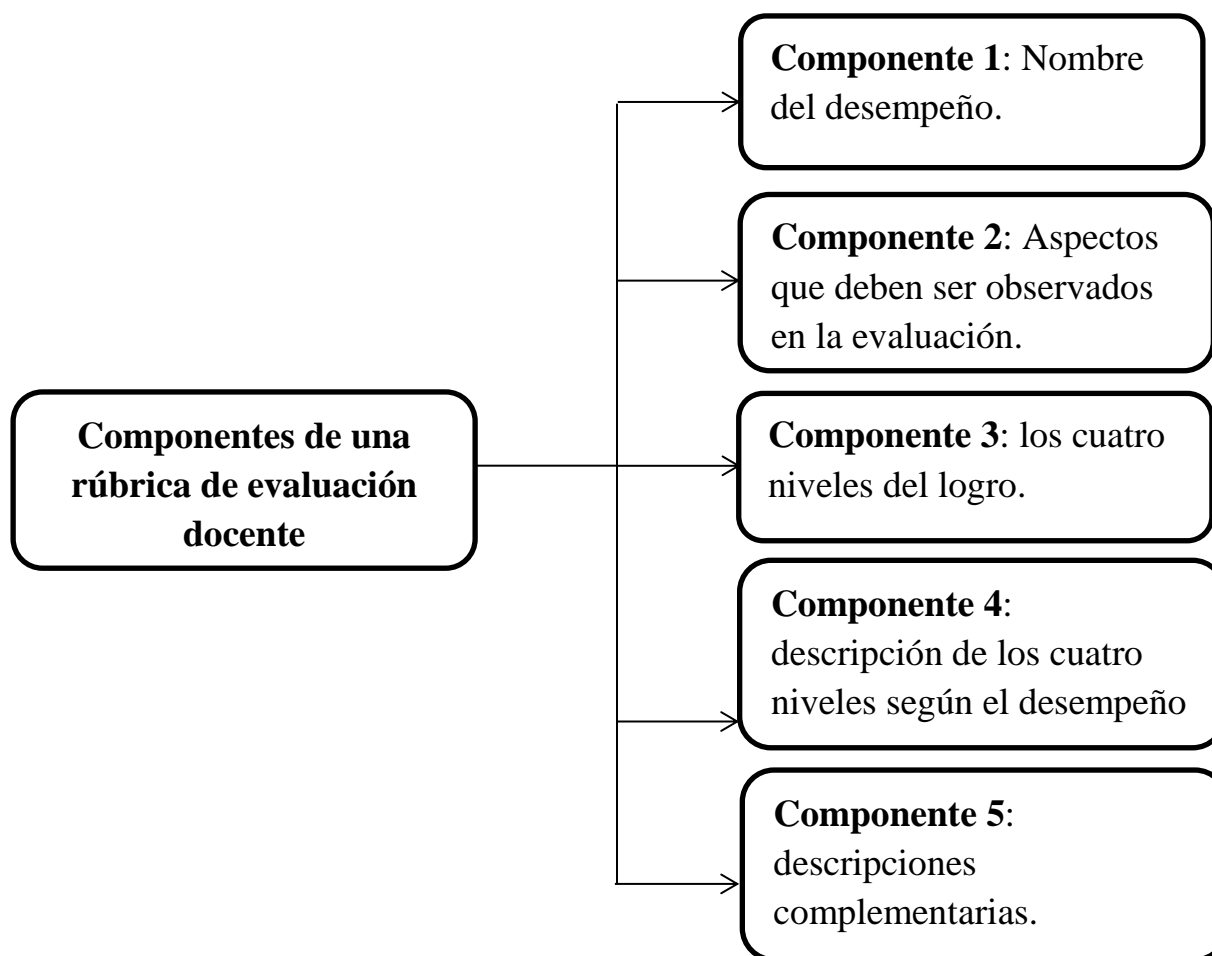 Componente 1: Nombre
del desempeño.
Componente 2: Aspectos
que deben ser observados
en la evaluación.
Componentes de una
rúbrica de evaluación
docente
Componente 3: los cuatro
niveles del logro.
Componente 4:
descripción de los cuatro
niveles según el desempeño
Componente 5:
descripciones
complementarias.